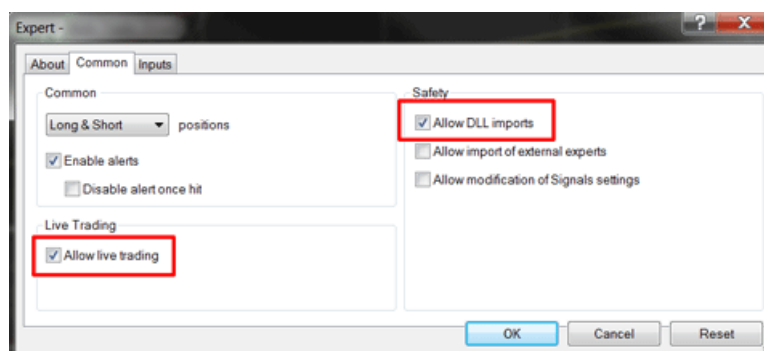 Expert -
About Common Inputs
Common
Long & Short positions
Enable alerts
Disable alert once hit
Live Trading
Allow live trading
Safety
Allow DLL imports
Allow import of external experts
Allow modification of Signals settings
OK Cancel Reset